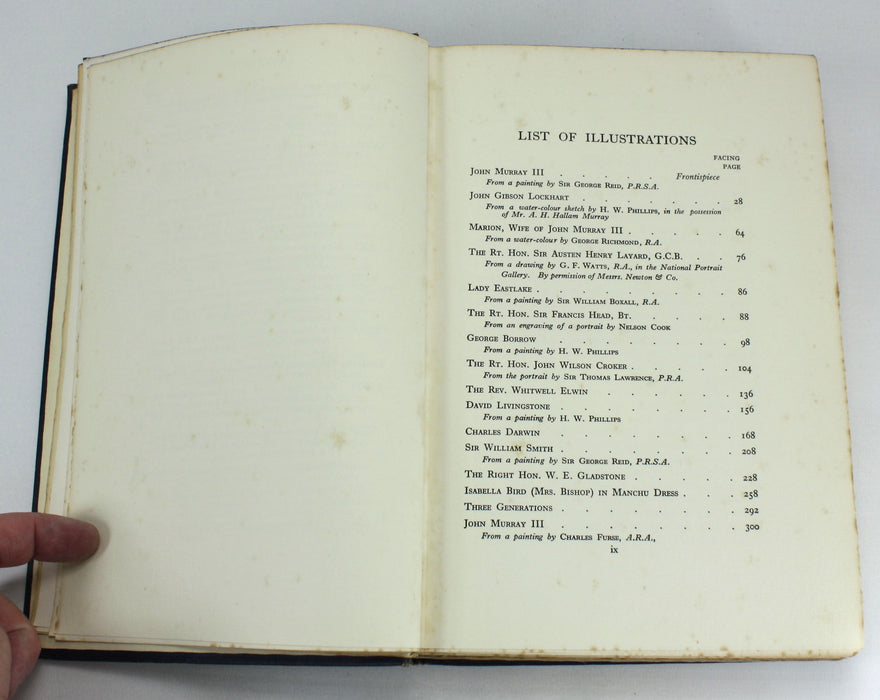 LIST OF ILLUSTRATIONS
FACING
PAGE
JOHN MURRAY III . . . . . Frontispiece
From a painting by SIR GEORGE REID, P.R.S.A.
JOHN GIBSON LOCKHART . . . . . . . 28
From a water-colour sketch by H. W. PHILLIPS, in the possession
of Mr. A. H. Hallam Murray
MARION, WIFE OF JOHN MURRAY III . . . . . 64
From a water-colour by GEORGE RICHMOND, R.A.
THE RT. HON. SIR AUSTEN HENRY LAYARD, G.C.B. . . 76
From a drawing by G. F. WATTS, R.A., in the National Portrait
Gallery. By permission of Messrs. Newton & Co.
LADY EASTLAKE . . . . . . . . 86
From a painting by SIR WILLIAM BOXALL, R.A.
THE RT. HON. SIR FRANCIS HEAD, BT. . . . . 88
From an engraving of a portrait by NELSON COOK
GEORGE BORROW . . . . . . . 98
From a painting by H. W. PHILLIPS
THE RT. HON. JOHN WILSON CROKER . . . . . 104
From the portrait by SIR THOMAS LAWRENCE, P.R.A.
THE REV. WHITWELL ELWIN . . . . . . 136
DAVID LIVINGSTONE . . . . . . . . 156
From a painting by H. W. PHILLIPS
CHARLES DARWIN . . . . . . . 168
SIR WILLIAM SMITH . . . . . . . . 208
From a painting by SIR GEORGE REID, P.R.S.A.
THE RIGHT HON. W. E. GLADSTONE . . . . . 228
ISABELLA BIRD (MRS. BISHOP) IN MANCHU DRESS . . . 258
THREE GENERATIONS . . . . . . . . 292
JOHN MURRAY III . . . . . . . . 300
From a painting by CHARLES FURSE, A.R.A.,
ix